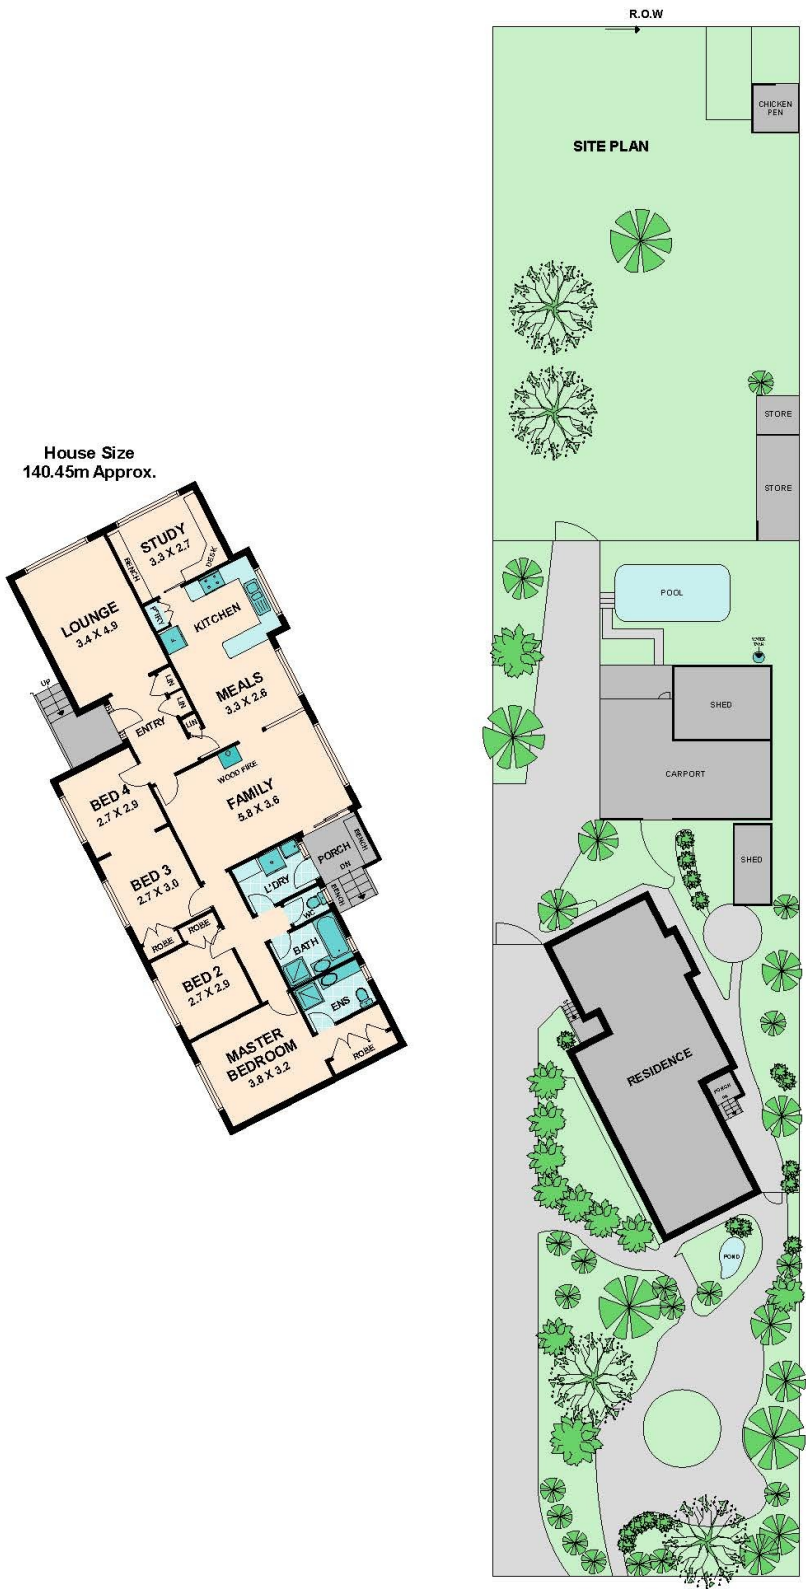 House Size
140.45m Approx.
STUDY
3.3 X 2.7
BENCH
DESK
LOUNGE
3.4 X 4.9
KITCHEN
F
MEALS
3.3 X 2.6
UP
LIN
LIN
LIN
ENTRY
WOOD FIRE
FAMILY
5.8 X 3.6
BED 4
2.7 X 2.9
BED 3
2.7 X 3.0
PORCH
DN
BENCH
BENCH
L'DRY
WC
BATH
ROBE
ROBE
BED 2
2.7 X 2.9
ENS
MASTER
BEDROOM
3.8 X 3.2
ROBE
R.O.W
CHICKEN
PEN
SITE PLAN
STORE
STORE
POOL
SHED
CARPORT
SHED
RESIDENCE
PORCH
DN
POND